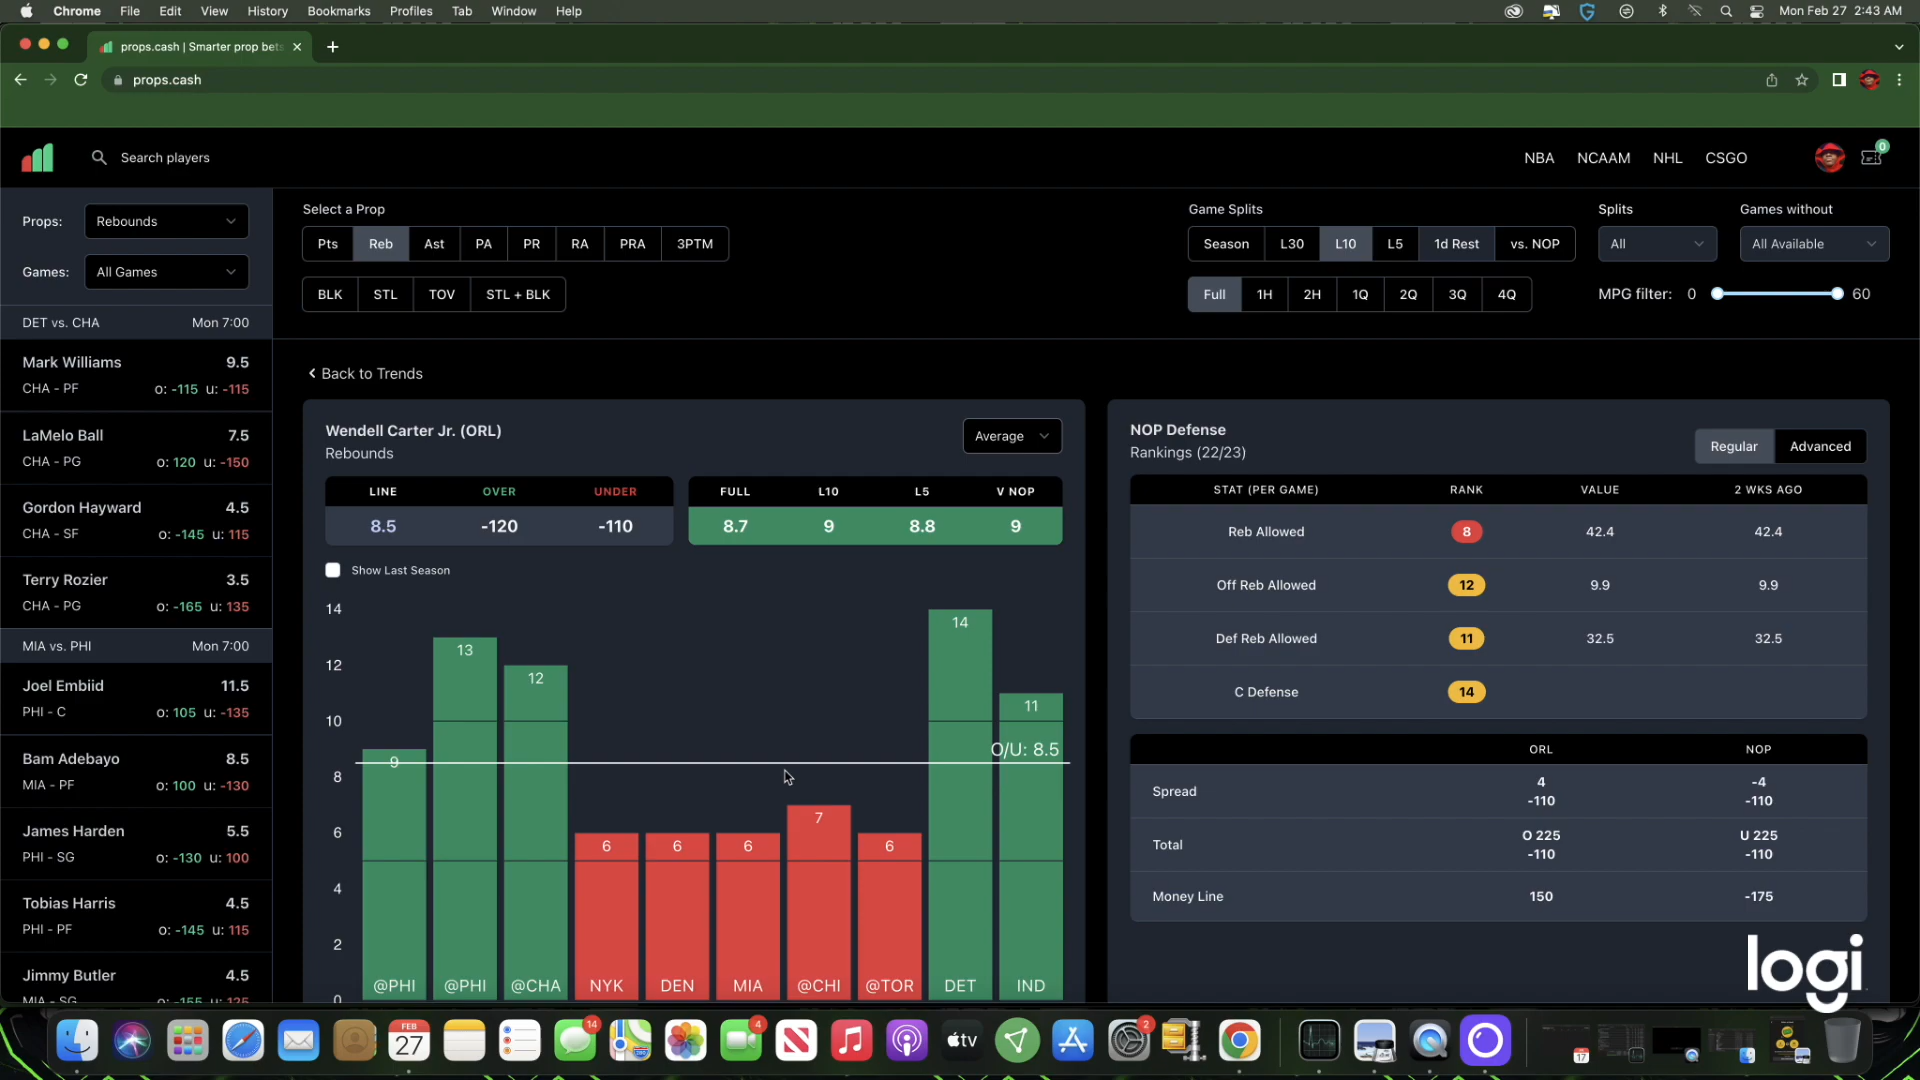 Chrome File Edit View History Bookmarks Profiles Tab Window Help Mon Feb 27 2:43 AM
props.cash | Smarter prop bets
props.cash
Search players NBA NCAAM NHL CSGO 0
Props: Rebounds
Games: All Games
DET vs. CHA Mon 7:00
Mark Williams 9.5
CHA - PF o: -115 u: -115
LaMelo Ball 7.5
CHA - PG o: 120 u: -150
Gordon Hayward 4.5
CHA - SF o: -145 u: 115
Terry Rozier 3.5
CHA - PG o: -165 u: 135
MIA vs. PHI Mon 7:00
Joel Embiid 11.5
PHI - C o: 105 u: -135
Bam Adebayo 8.5
MIA - PF o: 100 u: -130
James Harden 5.5
PHI - SG o: -130 u: 100
Tobias Harris 4.5
PHI - PF o: -145 u: 115
Jimmy Butler 4.5
MIA - SG o: -155 u: 125
Select a Prop
Pts Reb Ast PA PR RA PRA 3PTM
BLK STL TOV STL + BLK
Game Splits
Season L30 L10 L5 1d Rest vs. NOP
Full 1H 2H 1Q 2Q 3Q 4Q
Splits
All
Games without
All Available
MPG filter: 0 60
Back to Trends
Wendell Carter Jr. (ORL)
Rebounds
Average
LINE OVER UNDER
8.5 -120 -110
FULL L10 L5 V NOP
8.7 9 8.8 9
Show Last Season
14
12
10
8
6
4
2
0
9 13 12 6 6 6 7 6 14 11
O/U: 8.5
@PHI @PHI @CHA NYK DEN MIA @CHI @TOR DET IND
NOP Defense
Rankings (22/23)
Regular Advanced
STAT (PER GAME) RANK VALUE 2 WKS AGO
Reb Allowed 8 42.4 42.4
Off Reb Allowed 12 9.9 9.9
Def Reb Allowed 11 32.5 32.5
C Defense 14
ORL NOP
Spread 4 -4
-110 -110
Total O 225 U 225
-110 -110
Money Line 150 -175
logi
FEB
27
14
4
tv
2
17